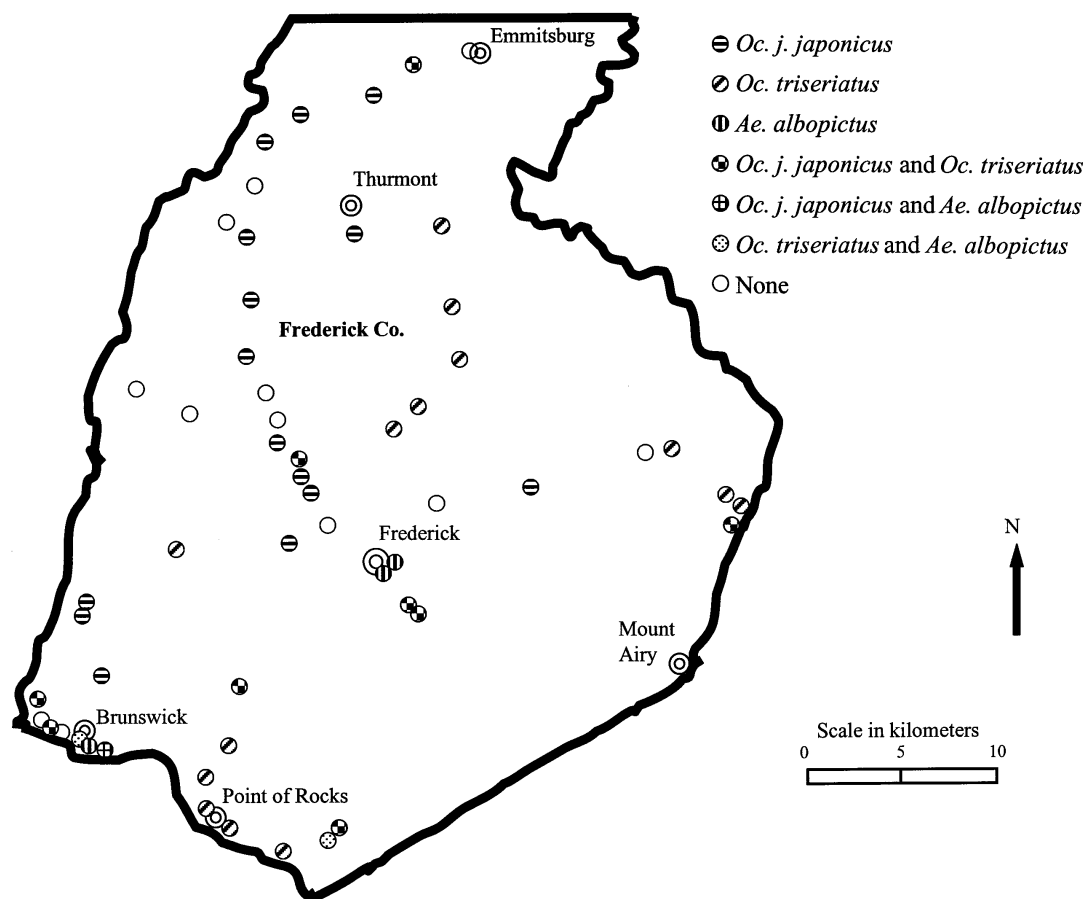 Emmitsburg
Oc. j. japonicus
Oc. triseriatus
Ae. albopictus
Oc. j. japonicus and Oc. triseriatus
Oc. j. japonicus and Ae. albopictus
Oc. triseriatus and Ae. albopictus
None
Thurmont
Frederick Co.
Frederick
N
Mount
Airy
Brunswick
Point of Rocks
Scale in kilometers
0 5 10